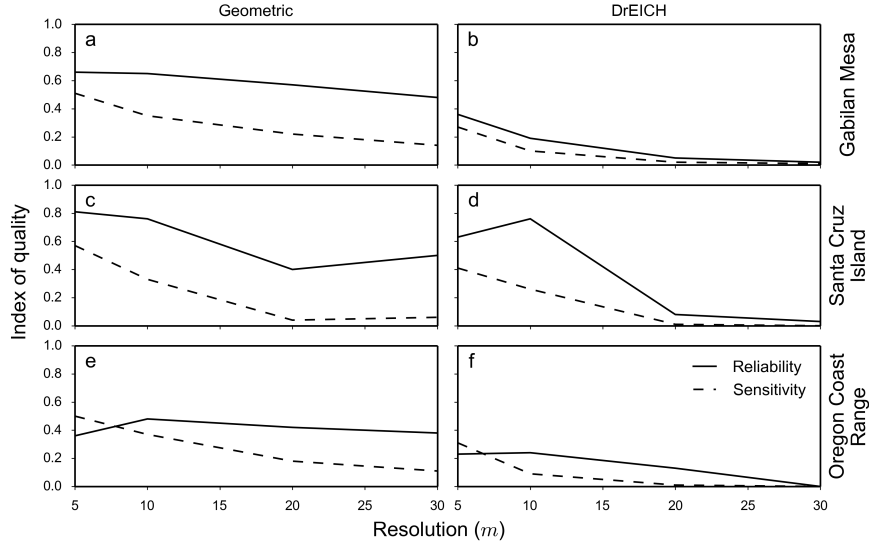 Geometric
DrEICH
1.0
0.8
0.6
0.4
0.2
0.0
a
b
Gabilan Mesa
1.0
0.8
0.6
0.4
0.2
0.0
c
d
Santa Cruz
Island
Index of quality
1.0
0.8
0.6
0.4
0.2
0.0
e
f
Reliability
Sensitivity
Oregon Coast
Range
5 10 15 20 25 30
5 10 15 20 25 30
Resolution (m)